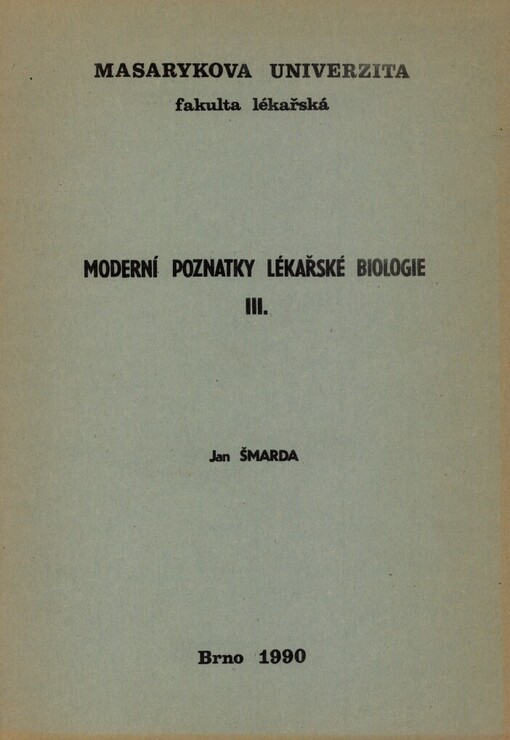 MASARYKOVA UNIVERZITA
fakulta lékařská
MODERNÍ POZNATKY LÉKAŘSKÉ BIOLOGIE
III.
Jan ŠMARDA
Brno 1990